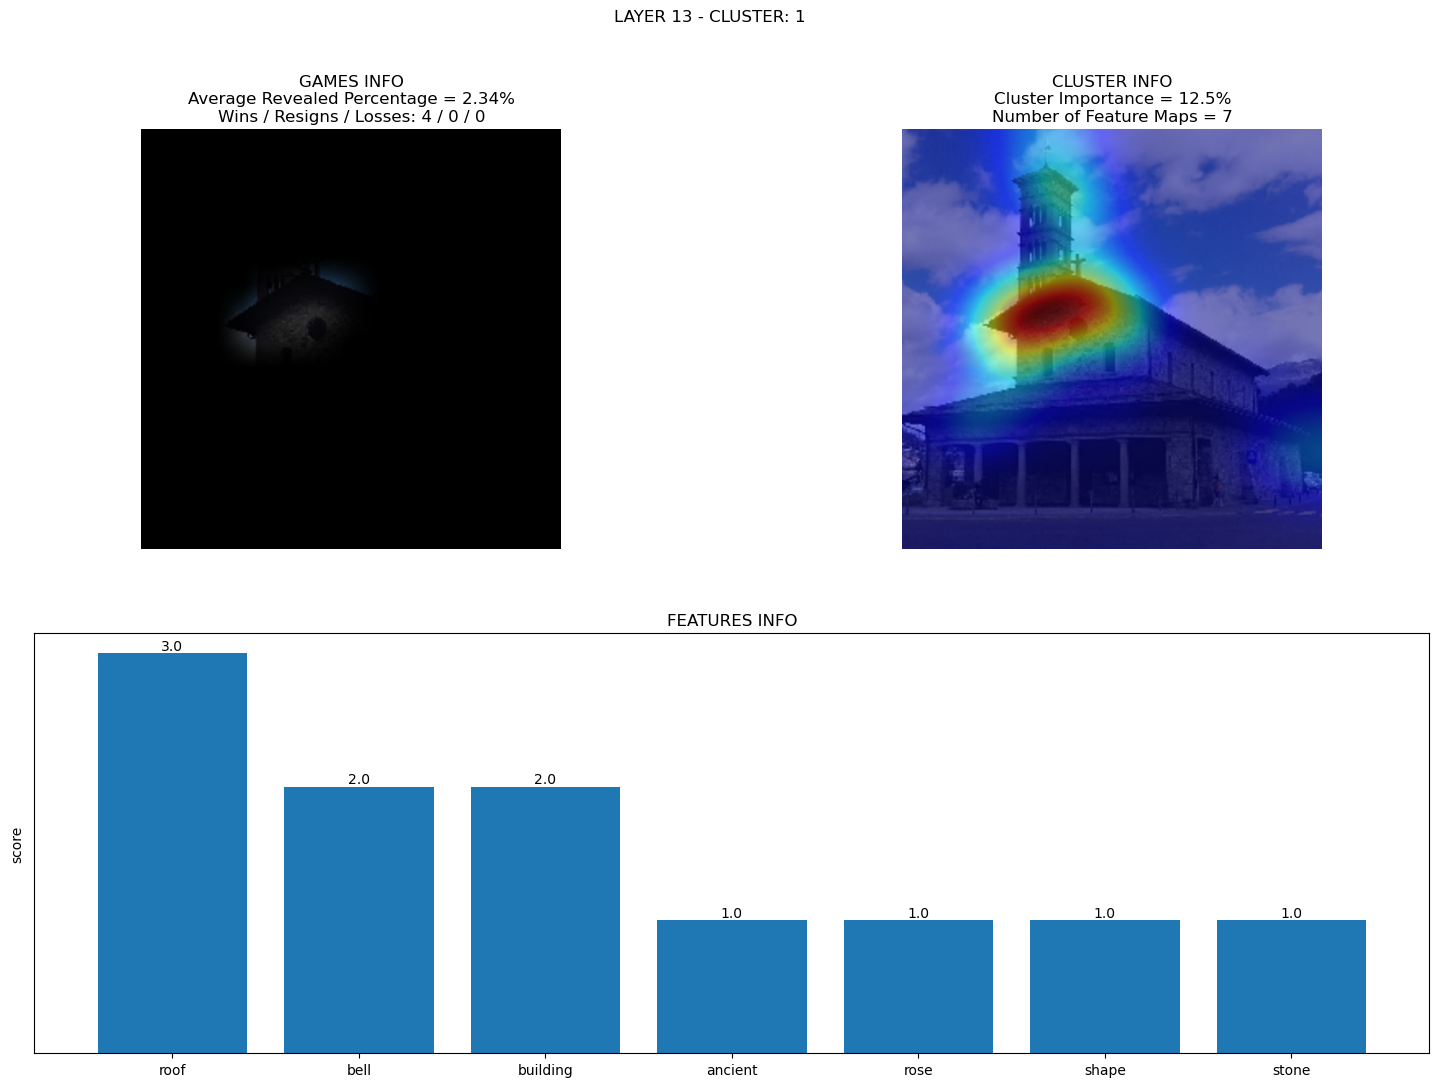 LAYER 13 - CLUSTER: 1
GAMES INFO
Average Revealed Percentage = 2.34%
Wins / Resigns / Losses: 4 / 0 / 0
CLUSTER INFO
Cluster Importance = 12.5%
Number of Feature Maps = 7
FEATURES INFO
score
3.0
2.0
2.0
1.0
1.0
1.0
1.0
roof
bell
building
ancient
rose
shape
stone